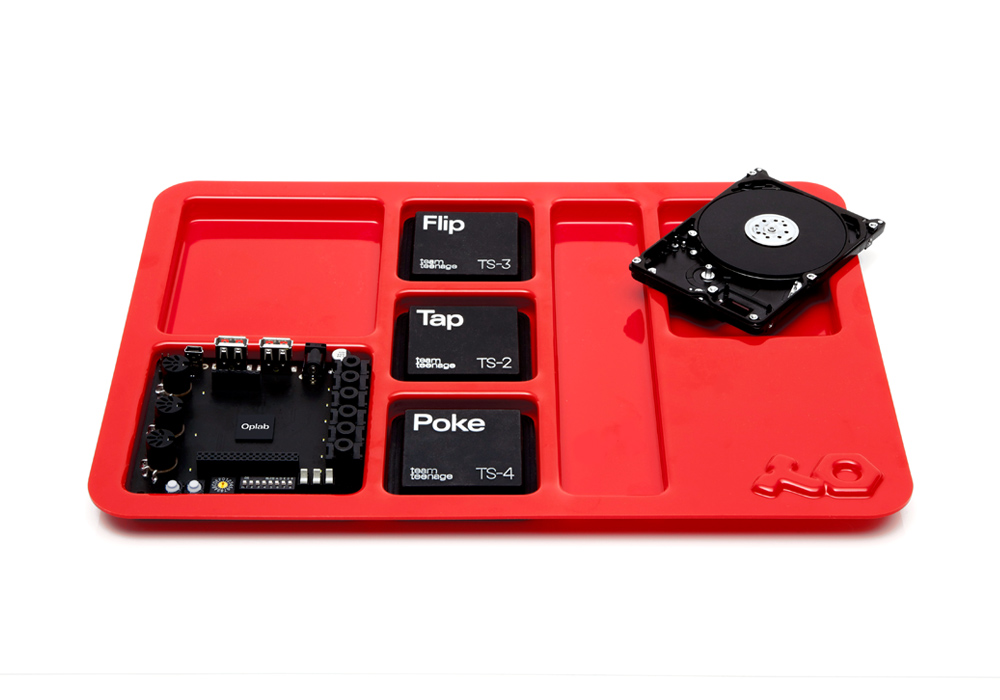 Flip
team
teenage TS-3
Tap
team
teenage TS-2
Oplab
Poke
team
teenage TS-4